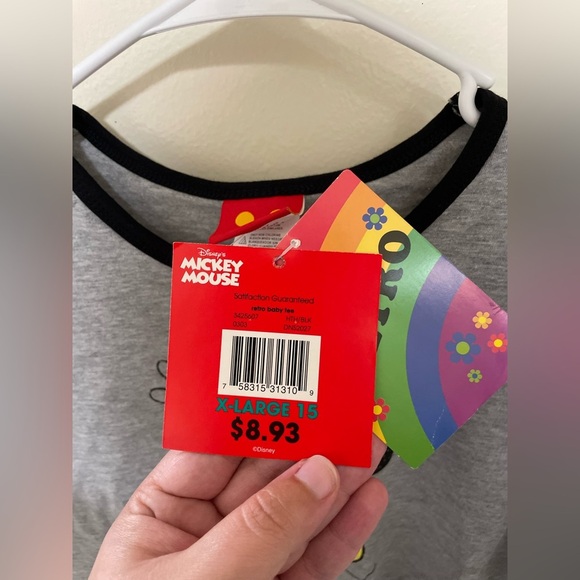 Disney's
MICKEY
MOUSE
Satisfaction Guaranteed
retro baby tee
7 58315 31310 9
X-LARGE 15
$8.93
©Disney